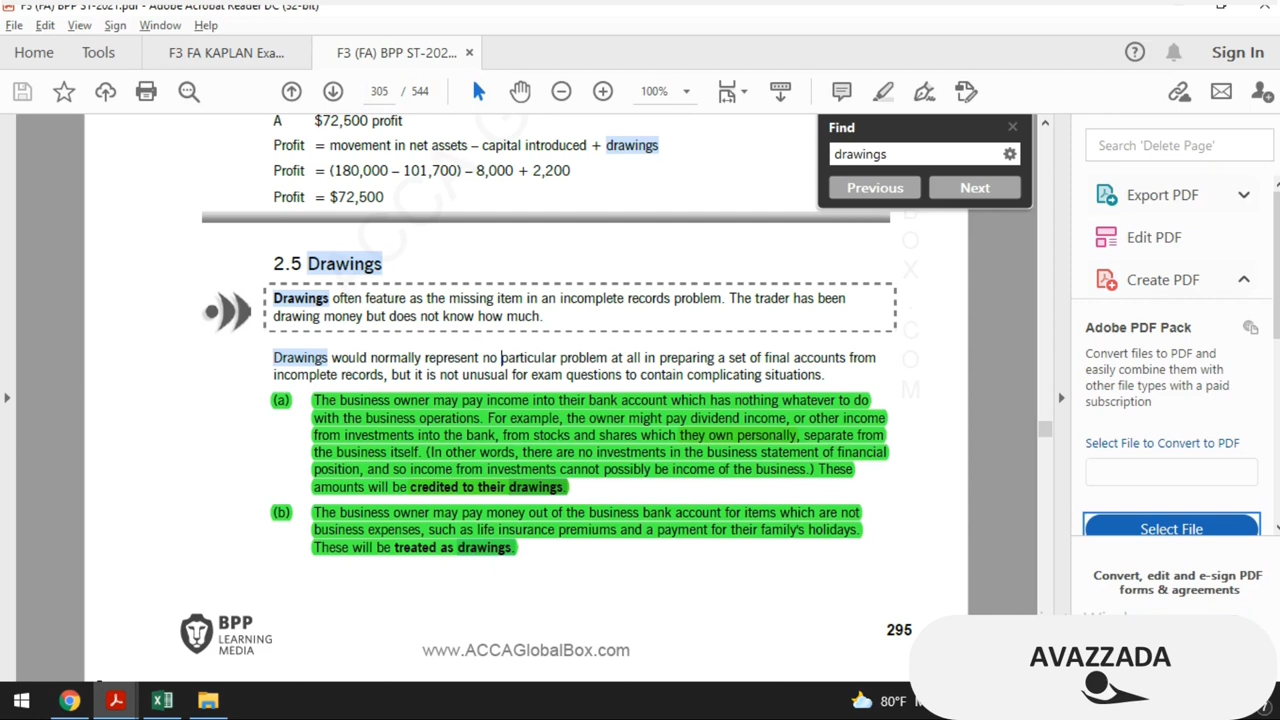 F3 (FA) BPP ST-2021.pdf - Adobe Acrobat Reader DC (32-bit)
File Edit View Sign Window Help
Home Tools F3 FA KAPLAN Exa... F3 (FA) BPP ST-202... × Sign In
305 / 544 100%
A $72,500 profit
Profit = movement in net assets – capital introduced + drawings
Profit = (180,000 – 101,700) – 8,000 + 2,200
Profit = $72,500
2.5 Drawings
Drawings often feature as the missing item in an incomplete records problem. The trader has been
drawing money but does not know how much.
Drawings would normally represent no particular problem at all in preparing a set of final accounts from
incomplete records, but it is not unusual for exam questions to contain complicating situations.
(a) The business owner may pay income into their bank account which has nothing whatever to do
with the business operations. For example, the owner might pay dividend income, or other income
from investments into the bank, from stocks and shares which they own personally, separate from
the business itself. (In other words, there are no investments in the business statement of financial
position, and so income from investments cannot possibly be income of the business.) These
amounts will be credited to their drawings.
(b) The business owner may pay money out of the business bank account for items which are not
business expenses, such as life insurance premiums and a payment for their family's holidays.
These will be treated as drawings.
BPP
LEARNING
MEDIA
www.ACCAGlobalBox.com
295
Find
drawings
Previous Next
Search 'Delete Page'
Export PDF
Edit PDF
Create PDF
Adobe PDF Pack
Convert files to PDF and
easily combine them with
other file types with a paid
subscription
Select File to Convert to PDF
Select File
Convert, edit and e-sign PDF
forms & agreements
AVAZZADA
80°F